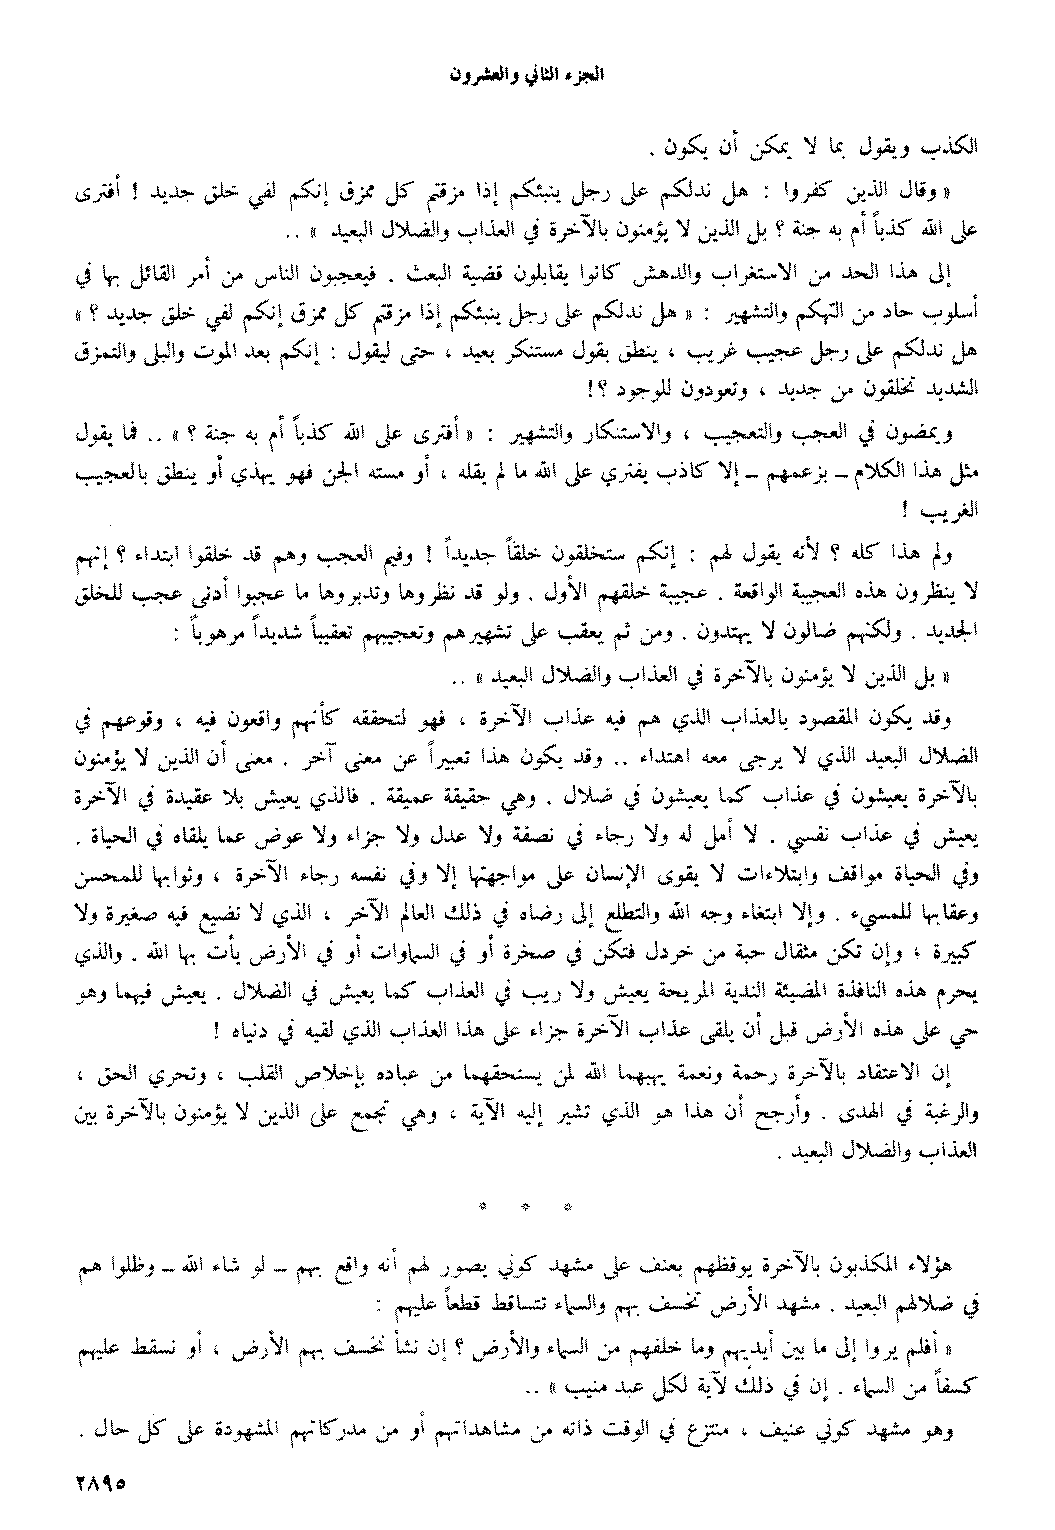 الجزء الثاني والعشرون
الكذب ويقول بما لا يمكن أن يكون .
« وقال الذين كفروا : هل ندلكم على رجل ينبئكم إذا مزقتم كل ممزق إنكم لفي خلق جديد ! أفترى
على الله كذباً أم به جنة ؟ بل الذين لا يؤمنون بالآخرة في العذاب والضلال البعيد » ..
إلى هذا الحد من الاستغراب والدهش كانوا يقابلون قضية البعث . فيعجبون الناس من أمر القائل بها في
أسلوب حاد من التهكم والتشهير : « هل ندلكم على رجل ينبئكم إذا مزقتم كل ممزق إنكم لفي خلق جديد ؟ »
هل ندلكم على رجل عجيب غريب ، ينطق بقول مستنكر بعيد ، حتى ليقول : إنكم بعد الموت والبلى والتمزق
الشديد تخلقون من جديد ، وتعودون للوجود ؟!
ويمضون في العجب والتعجيب ، والاستنكار والتشهير : « أفترى على الله كذباً أم به جنة ؟ » .. فما يقول
مثل هذا الكلام – بزعمهم – إلا كاذب يفتري على الله ما لم يقله ، أو مسته الجن فهو يهذي أو ينطق بالعجيب
الغريب !
ولم هذا كله ؟ لأنه يقول لهم : إنكم ستخلقون خلقاً جديداً ! وفيم العجب وهم قد خلقوا ابتداء ؟ إنهم
لا ينظرون هذه العجيبة الواقعة . عجيبة خلقهم الأول . ولو قد نظروها وتدبروها ما عجبوا أدنى عجب للخلق
الجديد . ولكنهم ضالون لا يهتدون . ومن ثم يعقب على تشهيرهم وتعجيبهم تعقيباً شديداً مرهوباً :
« بل الذين لا يؤمنون بالآخرة في العذاب والضلال البعيد » ..
وقد يكون المقصود بالعذاب الذي هم فيه عذاب الآخرة ، فهو لتحققه كأنهم واقعون فيه ، وقوعهم في
الضلال البعيد الذي لا يرجى معه اهتداء .. وقد يكون هذا تعبيراً عن معنى آخر . معنى أن الذين لا يؤمنون
بالآخرة يعيشون في عذاب كما يعيشون في ضلال . وهي حقيقة عميقة . فالذي يعيش بلا عقيدة في الآخرة
يعيش في عذاب نفسي . لا أمل له ولا رجاء في نصفة ولا عدل ولا جزاء ولا عوض عما يلقاه في الحياة .
وفي الحياة مواقف وابتلاءات لا يقوى الإنسان على مواجهتها إلا وفي نفسه رجاء الآخرة ، وثوابها للمحسن
وعقابها للمسيء . وإلا ابتغاء وجه الله والتطلع إلى رضاه في ذلك العالم الآخر ، الذي لا تضيع فيه صغيرة ولا
كبيرة ؛ وإن تكن مثقال حبة من خردل فتكن في صخرة أو في السماوات أو في الأرض يأت بها الله . والذي
يحرم هذه النافذة المضيئة الندية المريحة يعيش ولا ريب في العذاب كما يعيش في الضلال . يعيش فيهما وهو
حي على هذه الأرض قبل أن يلقى عذاب الآخرة جزاء على هذا العذاب الذي لقيه في دنياه !
إن الاعتقاد بالآخرة رحمة ونعمة يهبهما الله لمن يستحقهما من عباده بإخلاص القلب ، وتحري الحق ،
والرغبة في الهدى . وأرجح أن هذا هو الذي تشير إليه الآية ، وهي تجمع على الذين لا يؤمنون بالآخرة بين
العذاب والضلال البعيد .
* * *
هؤلاء المكذبون بالآخرة يوقظهم بعنف على مشهد كوني يصور لهم أنه واقع بهم – لو شاء الله – وظلوا هم
في ضلالهم البعيد . مشهد الأرض تخسف بهم والسماء تتساقط قطعاً عليهم :
« أفلم يروا إلى ما بين أيديهم وما خلفهم من السماء والأرض ؟ إن نشأ نخسف بهم الأرض ، أو نسقط عليهم
كسفاً من السماء . إن في ذلك لآية لكل عبد منيب » ..
وهو مشهد كوني عنيف ، منتزع في الوقت ذاته من مشاهداتهم أو من مدركاتهم المشهودة على كل حال .
٢٨٩٥